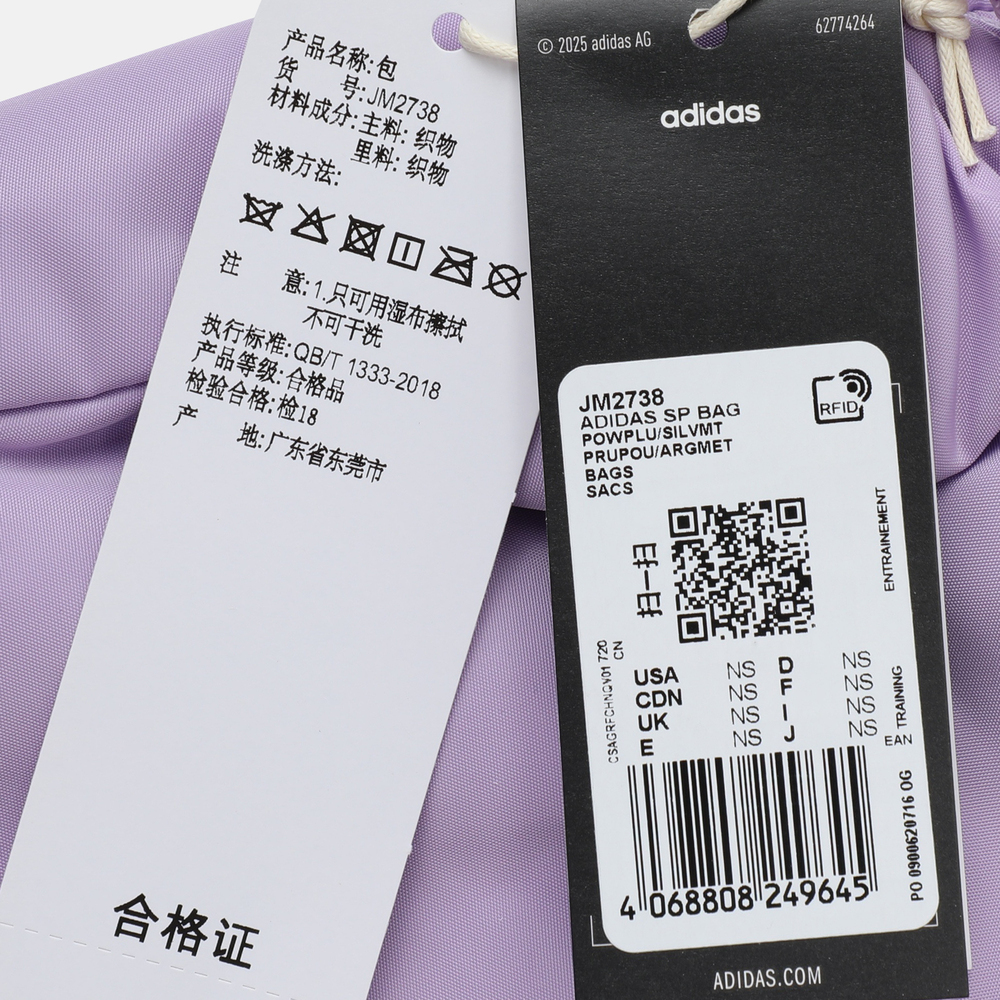 产品名称:包
货 号:JM2738
材料成分:主料: 织物
里料: 织物
洗涤方法:
注 意:1.只可用湿布擦拭
不可干洗
执行标准:QB/T 1333-2018
产品等级:合格品
检验合格:检18
产 地:广东省东莞市
合格证
© 2025 adidas AG
62774264
adidas
JM2738
ADIDAS SP BAG
POWPLU/SILVMT
PRUPOU/ARGMET
BAGS
SACS
RFID
扫一扫
ENTRAINEMENT
CSAGRFCHNQV01 720
CN
USA NS D NS
CDN NS F NS
UK NS I NS
E NS J NS
TRAINING
EAN
4 068808 249645
PO 0900620716 OG
ADIDAS.COM